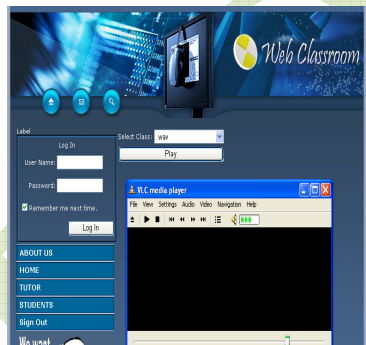 Web Classroom
Label
Log In
User Name:
Password:
Remember me next time.
Log In
Select Class: .wav
Play
VLC media player
File View Settings Audio Video Navigation Help
ABOUT US
HOME
TUTOR
STUDENTS
Sign Out
We want